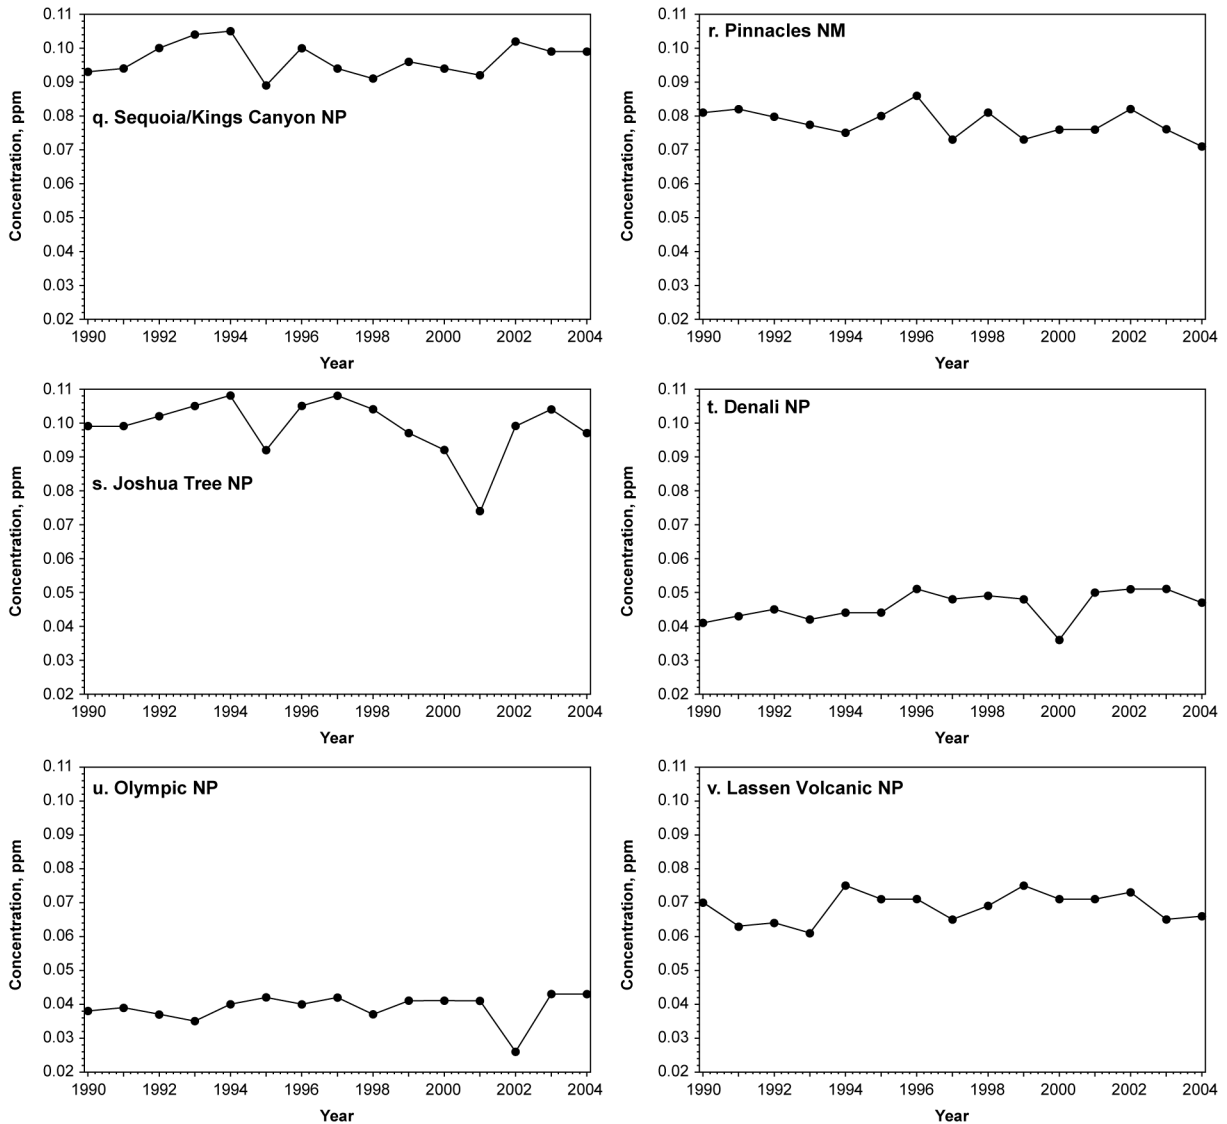 0.11
0.10
0.09
0.08
0.07
0.06
0.05
0.04
0.03
0.02
Concentration, ppm
q. Sequoia/Kings Canyon NP
1990 1992 1994 1996 1998 2000 2002 2004
Year
0.11
0.10
0.09
0.08
0.07
0.06
0.05
0.04
0.03
0.02
Concentration, ppm
r. Pinnacles NM
1990 1992 1994 1996 1998 2000 2002 2004
Year
0.11
0.10
0.09
0.08
0.07
0.06
0.05
0.04
0.03
0.02
Concentration, ppm
s. Joshua Tree NP
1990 1992 1994 1996 1998 2000 2002 2004
Year
0.11
0.10
0.09
0.08
0.07
0.06
0.05
0.04
0.03
0.02
Concentration, ppm
t. Denali NP
1990 1992 1994 1996 1998 2000 2002 2004
Year
0.11
0.10
0.09
0.08
0.07
0.06
0.05
0.04
0.03
0.02
Concentration, ppm
u. Olympic NP
1990 1992 1994 1996 1998 2000 2002 2004
Year
0.11
0.10
0.09
0.08
0.07
0.06
0.05
0.04
0.03
0.02
Concentration, ppm
v. Lassen Volcanic NP
1990 1992 1994 1996 1998 2000 2002 2004
Year